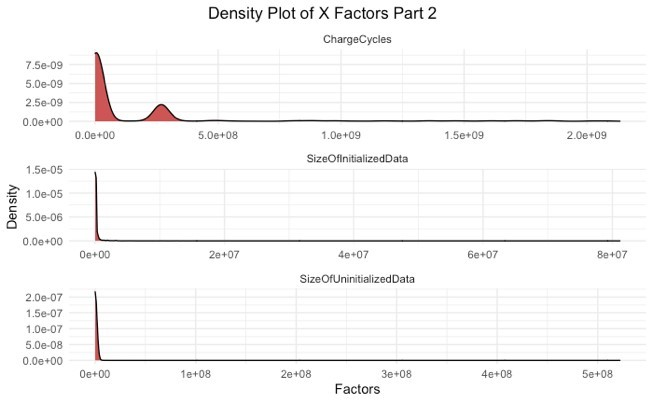 Density Plot of X Factors Part 2
ChargeCycles
7.5e-09
5.0e-09
2.5e-09
0.0e+00
0.0e+00 5.0e+08 1.0e+09 1.5e+09 2.0e+09
SizeOfInitializedData
1.5e-05
1.0e-05
5.0e-06
0.0e+00
0e+00 2e+07 4e+07 6e+07 8e+07
Density
SizeOfUninitializedData
2.0e-07
1.5e-07
1.0e-07
5.0e-08
0.0e+00
0e+00 1e+08 2e+08 3e+08 4e+08 5e+08
Factors